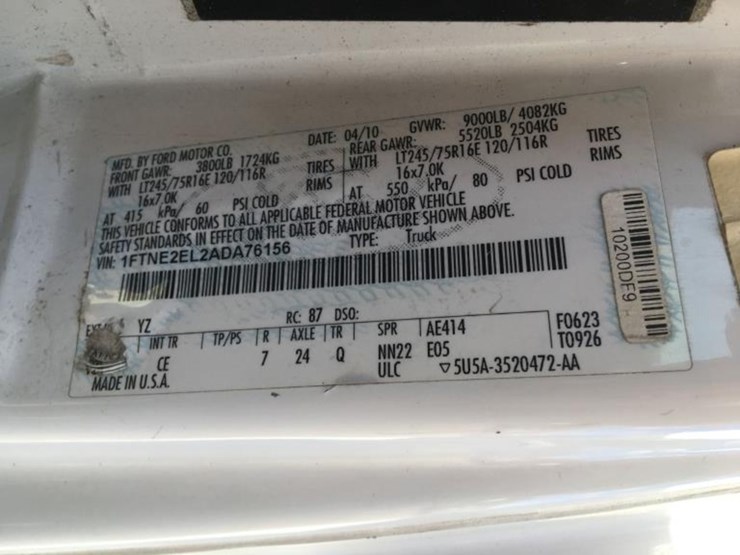 MFD. BY FORD MOTOR CO. DATE: 04/10 GVWR: 9000LB/ 4082KG
FRONT GAWR: 3800LB 1724KG REAR GAWR: 5520LB 2504KG
WITH LT245/75R16E 120/116R TIRES WITH LT245/75R16E 120/116R TIRES
16x7.0K RIMS 16x7.0K RIMS
AT 415 kPa/ 60 PSI COLD AT 550 kPa/ 80 PSI COLD
THIS VEHICLE CONFORMS TO ALL APPLICABLE FEDERAL MOTOR VEHICLE
SAFETY STANDARDS IN EFFECT ON THE DATE OF MANUFACTURE SHOWN ABOVE.
VIN: 1FTNE2EL2ADA76156 TYPE: Truck
10200DE9
YZ RC: 87 DSO:
INT TR TP/PS R AXLE TR SPR AE414 F0623
CE 7 24 Q NN22 E05 T0926
MADE IN U.S.A. ULC ▽5U5A-3520472-AA